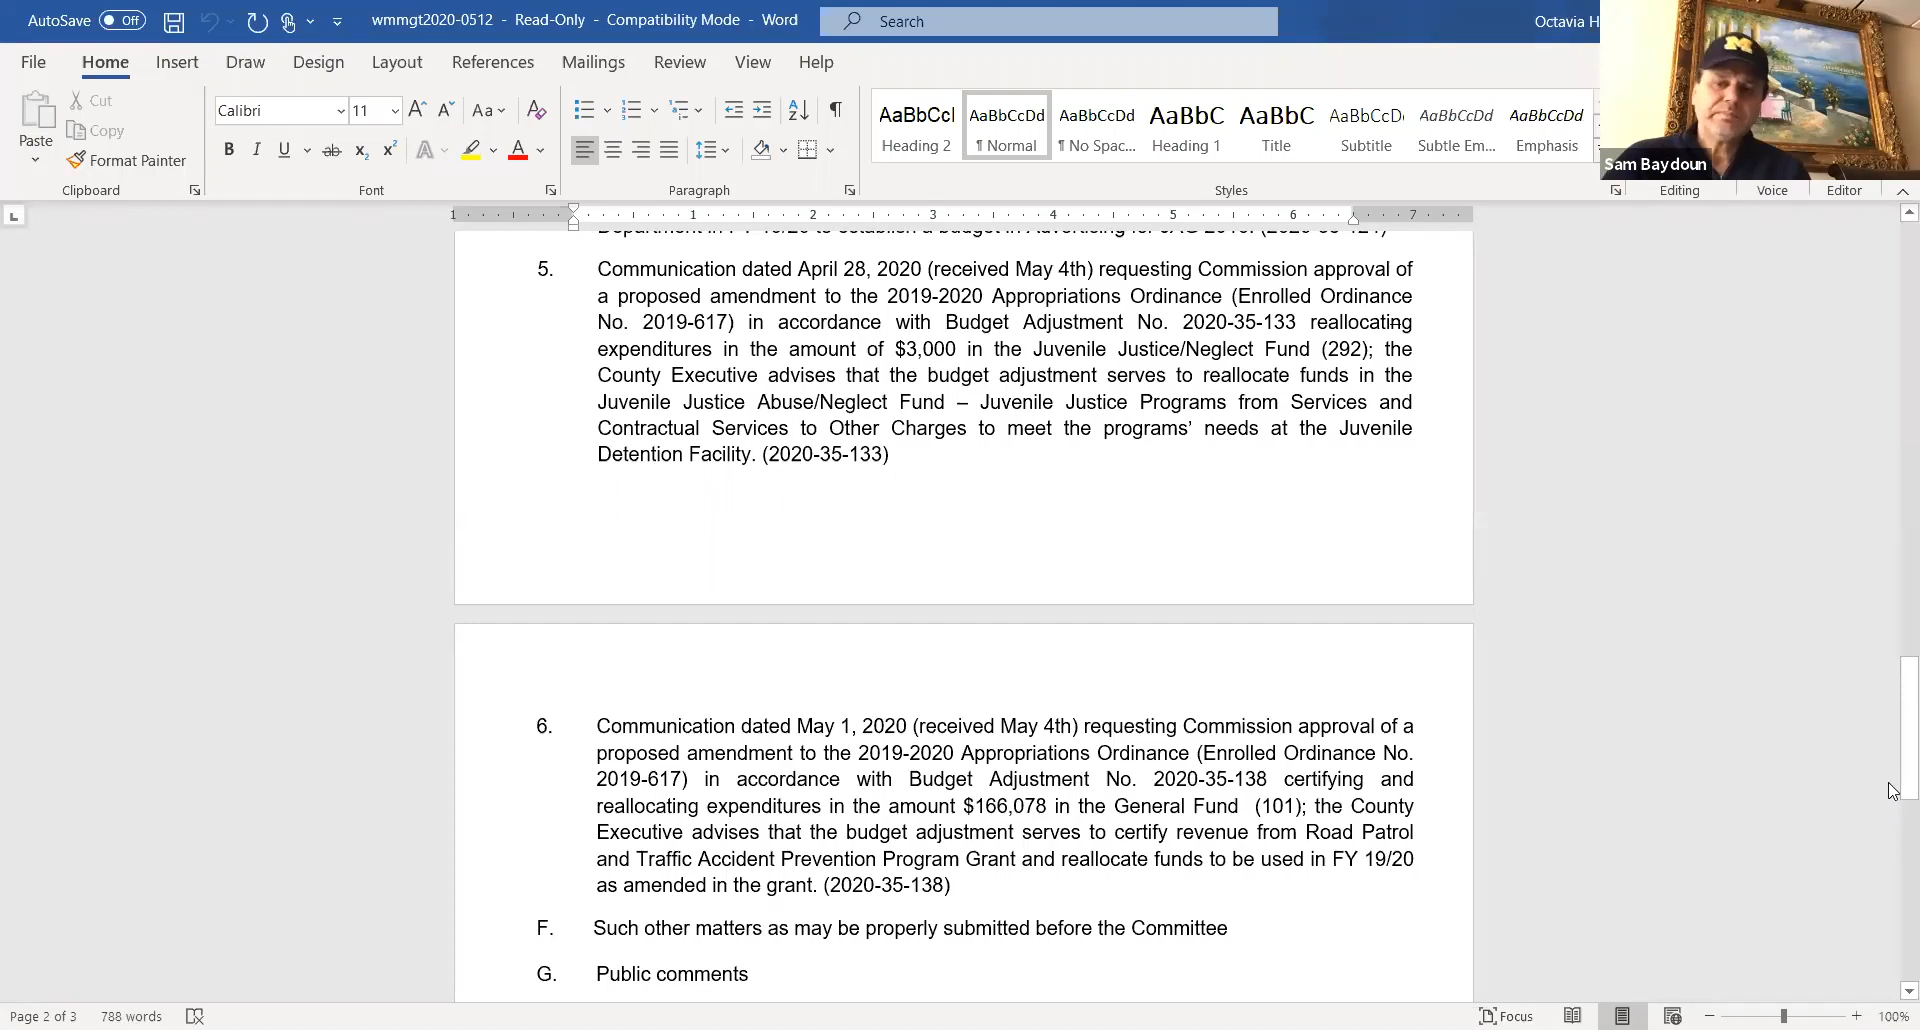 AutoSave Off wmmgt2020-0512 - Read-Only - Compatibility Mode - Word Search Octavia H
File Home Insert Draw Design Layout References Mailings Review View Help
Paste Cut Copy Format Painter
Calibri 11
AaBbCcI AaBbCcDd AaBbCcDd AaBbC AaBbC AaBbCcD AaBbCcDd AaBbCcDd
Heading 2 ¶ Normal ¶ No Spac... Heading 1 Title Subtitle Subtle Em... Emphasis
M
Sam Baydoun
Clipboard Font Paragraph Styles Editing Voice Editor
1 1 2 3 4 5 6 7
5. Communication dated April 28, 2020 (received May 4th) requesting Commission approval of
a proposed amendment to the 2019-2020 Appropriations Ordinance (Enrolled Ordinance
No. 2019-617) in accordance with Budget Adjustment No. 2020-35-133 reallocating
expenditures in the amount of $3,000 in the Juvenile Justice/Neglect Fund (292); the
County Executive advises that the budget adjustment serves to reallocate funds in the
Juvenile Justice Abuse/Neglect Fund – Juvenile Justice Programs from Services and
Contractual Services to Other Charges to meet the programs' needs at the Juvenile
Detention Facility. (2020-35-133)
6. Communication dated May 1, 2020 (received May 4th) requesting Commission approval of a
proposed amendment to the 2019-2020 Appropriations Ordinance (Enrolled Ordinance No.
2019-617) in accordance with Budget Adjustment No. 2020-35-138 certifying and
reallocating expenditures in the amount $166,078 in the General Fund (101); the County
Executive advises that the budget adjustment serves to certify revenue from Road Patrol
and Traffic Accident Prevention Program Grant and reallocate funds to be used in FY 19/20
as amended in the grant. (2020-35-138)
F. Such other matters as may be properly submitted before the Committee
G. Public comments
Page 2 of 3 788 words Focus 100%